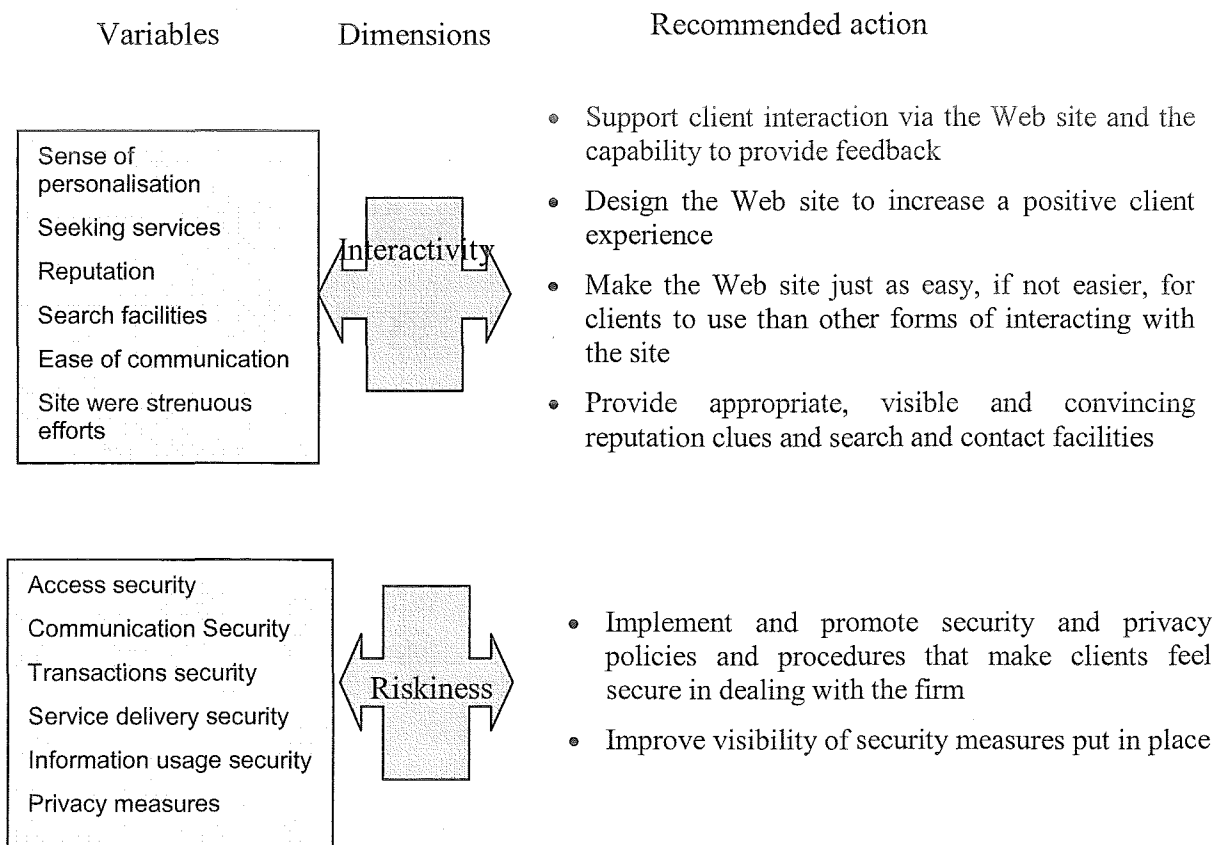 Variables
Dimensions
Recommended action
Sense of
personalisation
Seeking services
Reputation
Search facilities
Ease of communication
Site were strenuous
efforts
Interactivity
• Support client interaction via the Web site and the
capability to provide feedback
• Design the Web site to increase a positive client
experience
• Make the Web site just as easy, if not easier, for
clients to use than other forms of interacting with
the site
• Provide appropriate, visible and convincing
reputation clues and search and contact facilities
Access security
Communication Security
Transactions security
Service delivery security
Information usage security
Privacy measures
Riskiness
• Implement and promote security and privacy
policies and procedures that make clients feel
secure in dealing with the firm
• Improve visibility of security measures put in place